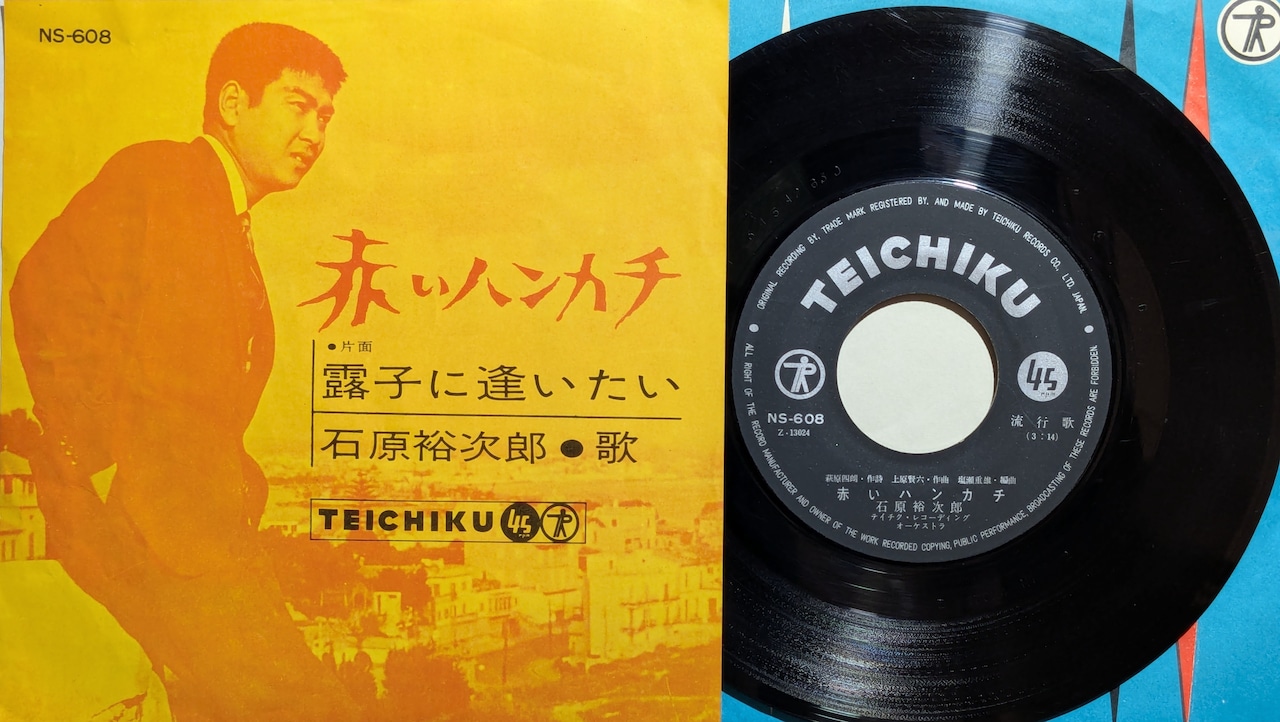 NS-608
赤いハンカチ
●片面
露子に逢いたい
石原裕次郎●歌
TEICHIKU 45 rpm
ORIGINAL RECORDING BY, TRADE MARK REGISTERED BY, AND MADE BY TEICHIKU RECORDS CO., LTD. JAPAN.
TEICHIKU
45
rpm
NS-608
Z-13024
流行歌
(3:14)
萩原四朗・作詩 上原賢六・作曲 塩瀬重雄・編曲
赤いハンカチ
石原裕次郎
テイチク・レコーディング
オーケストラ
ALL RIGHT OF THE RECORD MANUFACTURER AND OWNER OF THE WORK RECORDED COPYING, PUBLIC PERFORMANCE, BROADCASTING OF THESE RECORDS ARE FORBIDDEN.